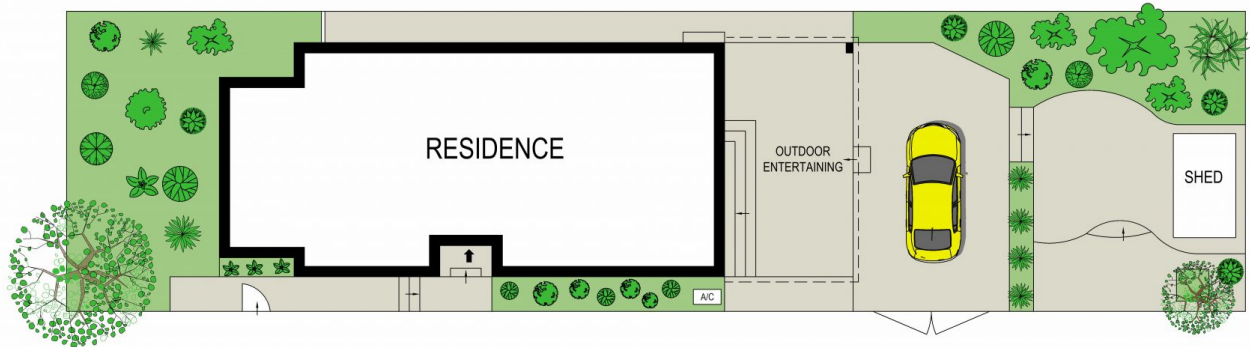 RESIDENCE
OUTDOOR
ENTERTAINING
SHED
A/C